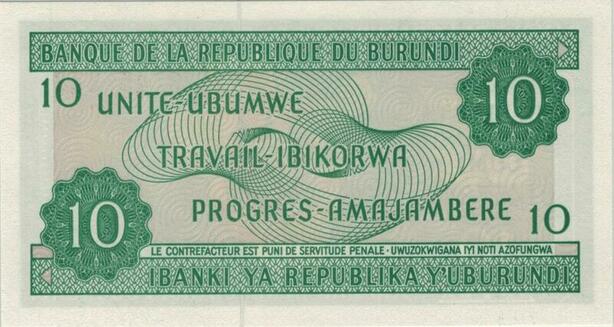 BANQUE DE LA REPUBLIQUE DU BURUNDI
10
10
UNITE-UBUMWE
TRAVAIL-IBIKORWA
PROGRES-AMAJAMBERE
10
10
LE CONTREFACTEUR EST PUNI DE SERVITUDE PENALE · UWUZOKWIGANA IYI NOTI AZOFUNGWA
IBANKI YA REPUBLIKA Y'UBURUNDI